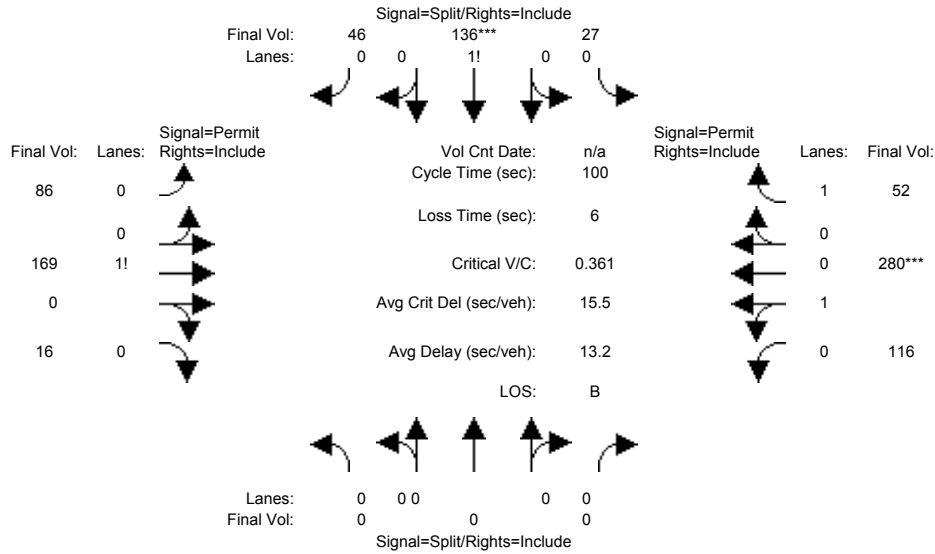 Signal=Split/Rights=Include
Final Vol: 46 136*** 27
Lanes: 0 0 1! 0 0
Signal=Permit Signal=Permit
Final Vol: Lanes: Rights=Include Vol Cnt Date: n/a Rights=Include Lanes: Final Vol:
Cycle Time (sec): 100
86 0 1 52
Loss Time (sec): 6
0 0
169 1! Critical V/C: 0.361 0 280***
0 Avg Crit Del (sec/veh): 15.5 1
16 0 Avg Delay (sec/veh): 13.2 0 116
LOS: B
Lanes: 0 0 0 0 0
Final Vol: 0 0 0
Signal=Split/Rights=Include